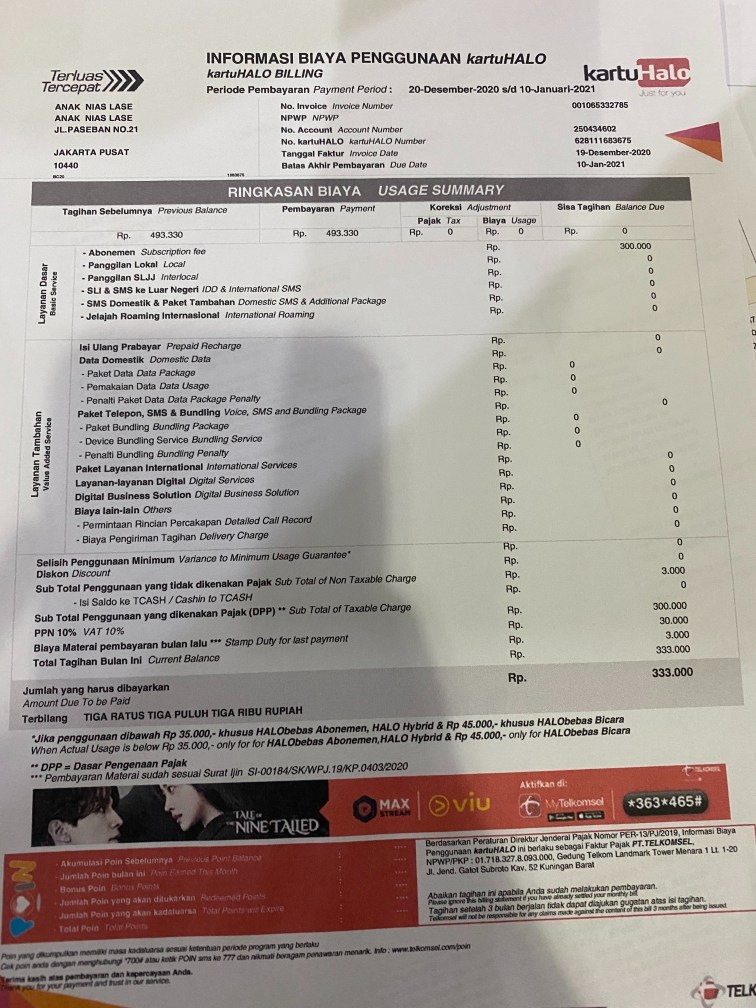 Terluas
Tercepat
INFORMASI BIAYA PENGGUNAAN kartuHALO
kartuHALO BILLING
Periode Pembayaran Payment Period : 20-Desember-2020 s/d 10-Januari-2021
kartuHalo
Just for you
ANAK NIAS LASE
ANAK NIAS LASE
JL.PASEBAN NO.21
JAKARTA PUSAT
10440
No. Invoice Invoice Number 001065332785
NPWP NPWP
No. Account Account Number 250434602
No. kartuHALO kartuHALO Number 628111683675
Tanggal Faktur Invoice Date 19-Desember-2020
Batas Akhir Pembayaran Due Date 10-Jan-2021
RINGKASAN BIAYA USAGE SUMMARY
Tagihan Sebelumnya Previous Balance Pembayaran Payment Koreksi Adjustment Sisa Tagihan Balance Due
Pajak Tax Biaya Usage
Rp. 493.330 Rp. 493.330 Rp. 0 Rp. 0 Rp. 0
Layanan Dasar
Basic Service
- Abonemen Subscription fee Rp. 300.000
- Panggilan Lokal Local Rp. 0
- Panggilan SLJJ Interlocal Rp. 0
- SLI & SMS ke Luar Negeri IDD & International SMS Rp. 0
- SMS Domestik & Paket Tambahan Domestic SMS & Additional Package Rp. 0
- Jelajah Roaming Internasional International Roaming Rp. 0
Layanan Tambahan
Value Added Service
Isi Ulang Prabayar Prepaid Recharge Rp. 0
Data Domestik Domestic Data Rp. 0
- Paket Data Data Package Rp. 0
- Pemakaian Data Data Usage Rp. 0
- Penalti Paket Data Data Package Penalty Rp. 0
Paket Telepon, SMS & Bundling Voice, SMS and Bundling Package Rp. 0
- Paket Bundling Bundling Package Rp. 0
- Device Bundling Service Bundling Service Rp. 0
- Penalti Bundling Bundling Penalty Rp. 0
Paket Layanan International International Services Rp. 0
Layanan-layanan Digital Digital Services Rp. 0
Digital Business Solution Digital Business Solution Rp. 0
Biaya lain-lain Others Rp. 0
- Permintaan Rincian Percakapan Detailed Call Record Rp. 0
- Biaya Pengiriman Tagihan Delivery Charge Rp. 0
Selisih Penggunaan Minimum Variance to Minimum Usage Guarantee* Rp. 0
Diskon Discount Rp. 0
Sub Total Penggunaan yang tidak dikenakan Pajak Sub Total of Non Taxable Charge Rp. 3.000
- Isi Saldo ke TCASH / Cashin to TCASH Rp. 0
Sub Total Penggunaan yang dikenakan Pajak (DPP) ** Sub Total of Taxable Charge Rp. 300.000
PPN 10% VAT 10% Rp. 30.000
Biaya Materai pembayaran bulan lalu *** Stamp Duty for last payment Rp. 3.000
Total Tagihan Bulan Ini Current Balance Rp. 333.000
Jumlah yang harus dibayarkan Rp. 333.000
Amount Due To be Paid
Terbilang TIGA RATUS TIGA PULUH TIGA RIBU RUPIAH
*Jika penggunaan dibawah Rp 35.000,- khusus HALObebas Abonemen, HALO Hybrid & Rp 45.000,- khusus HALObebas Bicara
When Actual Usage is below Rp 35.000,- only for for HALObebas Abonemen,HALO Hybrid & Rp 45.000,- only for HALObebas Bicara
** DPP = Dasar Pengenaan Pajak
*** Pembayaran Materai sudah sesuai Surat Ijin SI-00184/SK/WPJ.19/KP.0403/2020
TALE OF
THE NINE TAILED
MAX
STREAM
viu
Aktifkan di:
MyTelkomsel
*363*465#
TELKOMSEL
POIN
- Akumulasi Poin Sebelumnya Previous Point Balance : ....
- Jumlah Poin bulan ini Poin Earned This Month : ....
- Bonus Poin Bonus Points : ....
- Jumlah Poin yang akan ditukarkan Redeemed Points : ....
- Jumlah Poin yang akan kadaluarsa Total Points will Expire : ....
- Total Poin Total Points : ....
Berdasarkan Peraturan Direktur Jenderal Pajak Nomor PER-13/PJ/2019, Informasi Biaya
Penggunaan kartuHALO ini berlaku sebagai Faktur Pajak PT.TELKOMSEL,
NPWP/PKP : 01.718.327.8.093.000, Gedung Telkom Landmark Tower Menara 1 Lt. 1-20
Jl. Jend. Gatot Subroto Kav. 52 Kuningan Barat
Abaikan tagihan ini apabila Anda sudah melakukan pembayaran.
Please ignore this billing statement if you have already settled your monthly bill.
Tagihan setelah 3 bulan berjalan tidak dapat diajukan gugatan atas isi tagihan.
Telkomsel will not be responsible for any claims made against the content of this bill 3 months after being issued.
Poin yang dikumpulkan memiliki masa kadaluarsa sesuai ketentuan periode program yang berlaku
Cek poin anda dengan menghubungi *700# atau ketik POIN sms ke 777 dan nikmati beragam penawaran menarik. Info : www.telkomsel.com/poin
Terima kasih atas pembayaran dan kepercayaan Anda.
Thank you for your payment and trust in our service.
TELK